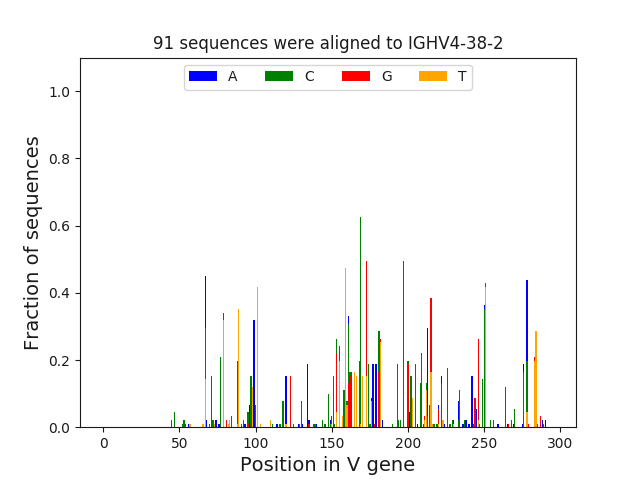 91 sequences were aligned to IGHV4-38-2
A C G T
1.0
0.8
0.6
0.4
0.2
0.0
Fraction of sequences
0 50 100 150 200 250 300
Position in V gene